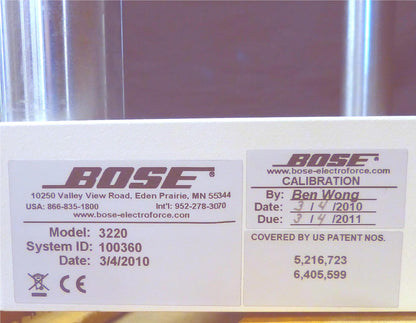 BOSE®
10250 Valley View Road, Eden Prairie, MN 55344
USA: 866-835-1800 Int'l: 952-278-3070
www.bose-electroforce.com
Model: 3220
System ID: 100360
Date: 3/4/2010
CE
BOSE®
www.bose-electroforce.com
CALIBRATION
By: Ben Wong
Date: 3/4/2010
Due: 3/4/2011
COVERED BY US PATENT NOS.
5,216,723
6,405,599